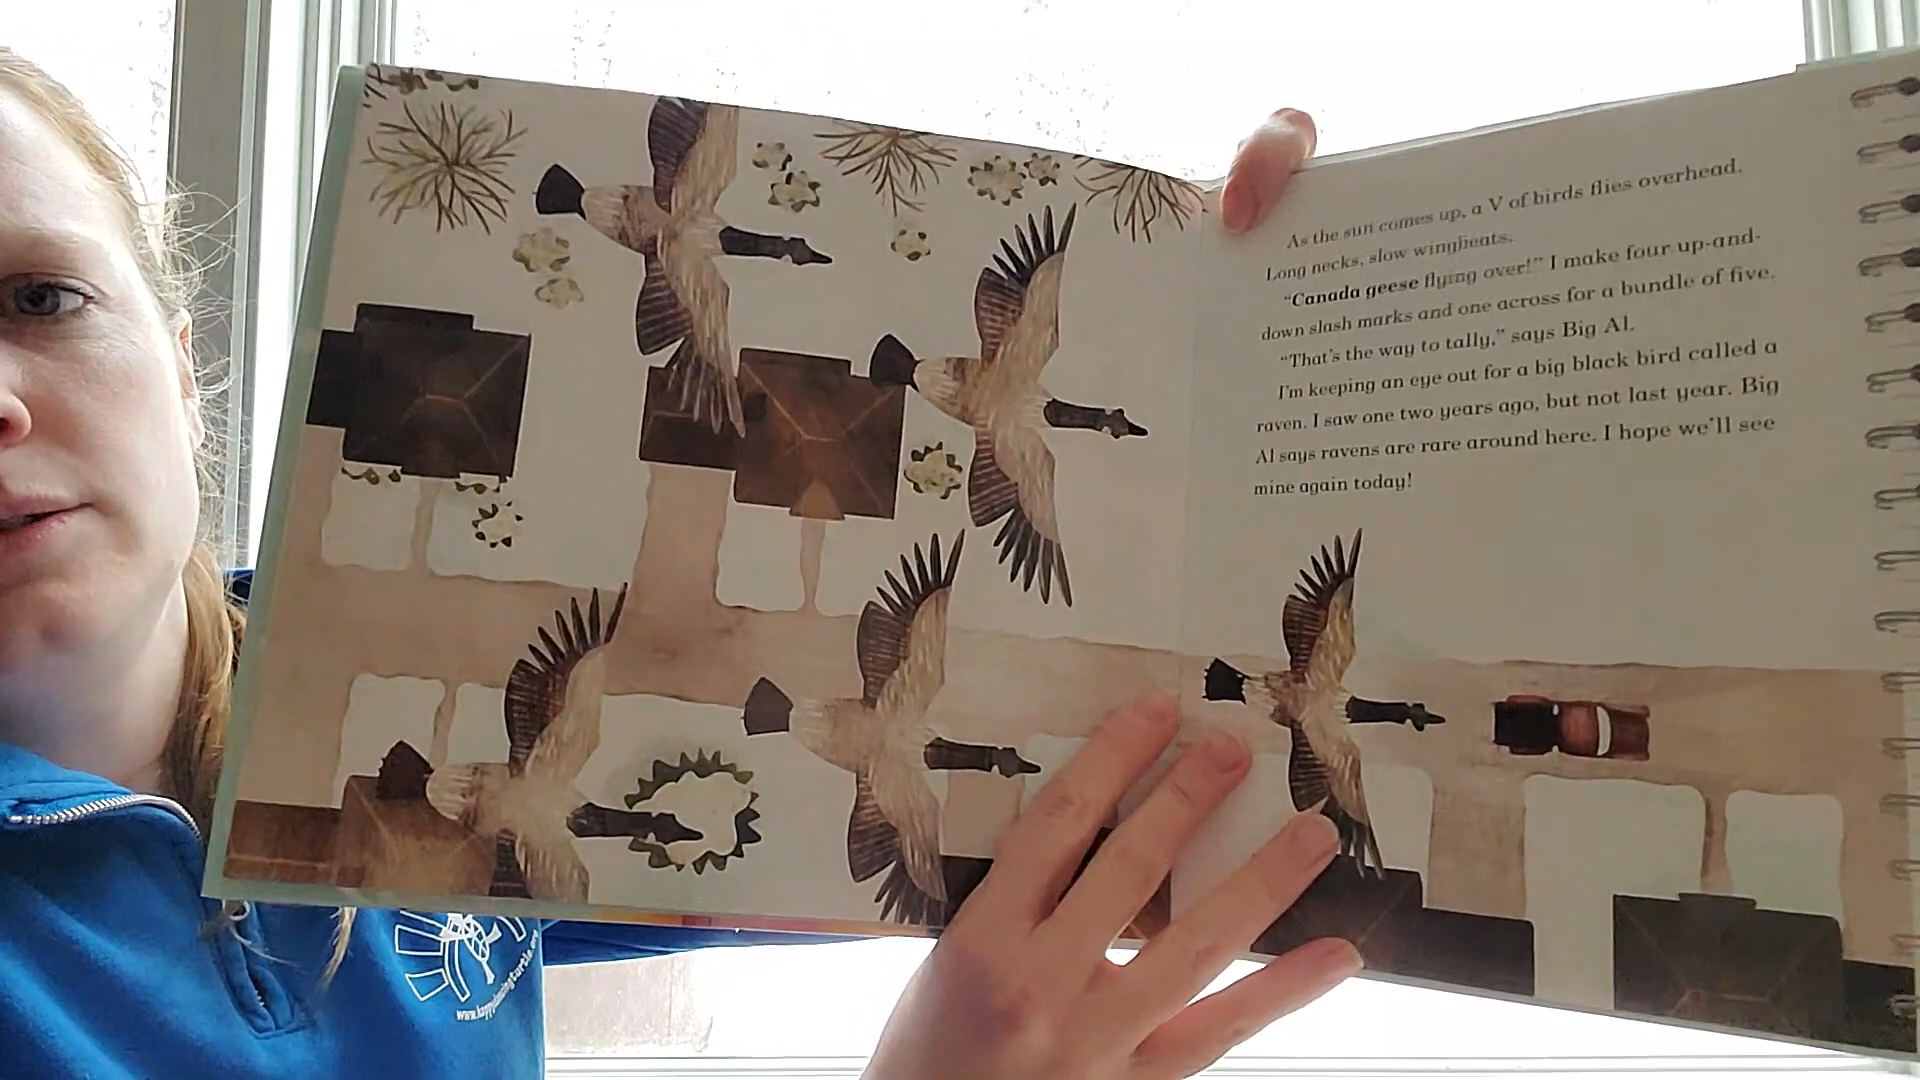 As the sun comes up, a V of birds flies overhead.
Long necks, slow wingbeats.
"Canada geese flying over!" I make four up-and-
down slash marks and one across for a bundle of five.
"That's the way to tally," says Big Al.
I'm keeping an eye out for a big black bird called a
raven. I saw one two years ago, but not last year. Big
Al says ravens are rare around here. I hope we'll see
mine again today!
www.happydancingturtle.org